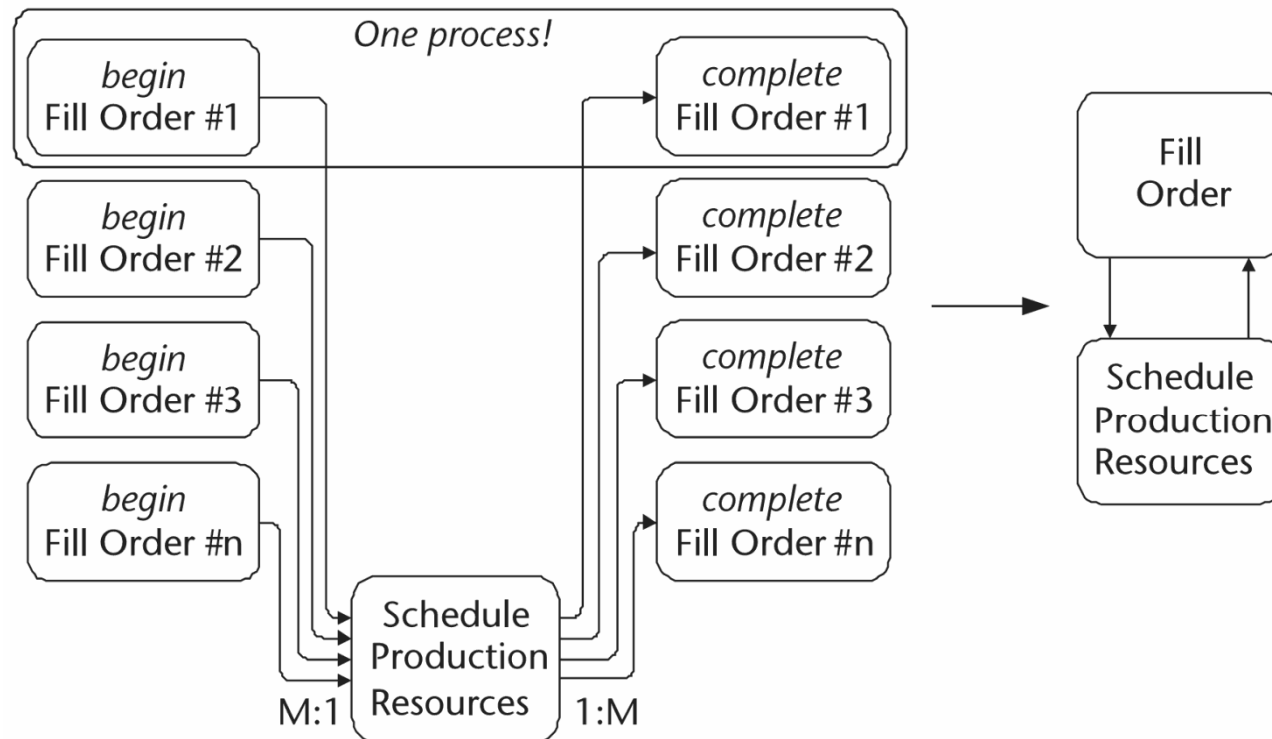 One process!
begin
Fill Order #1
complete
Fill Order #1
begin
Fill Order #2
complete
Fill Order #2
begin
Fill Order #3
complete
Fill Order #3
begin
Fill Order #n
complete
Fill Order #n
Schedule
Production
Resources
M:1
1:M
Fill
Order
Schedule
Production
Resources